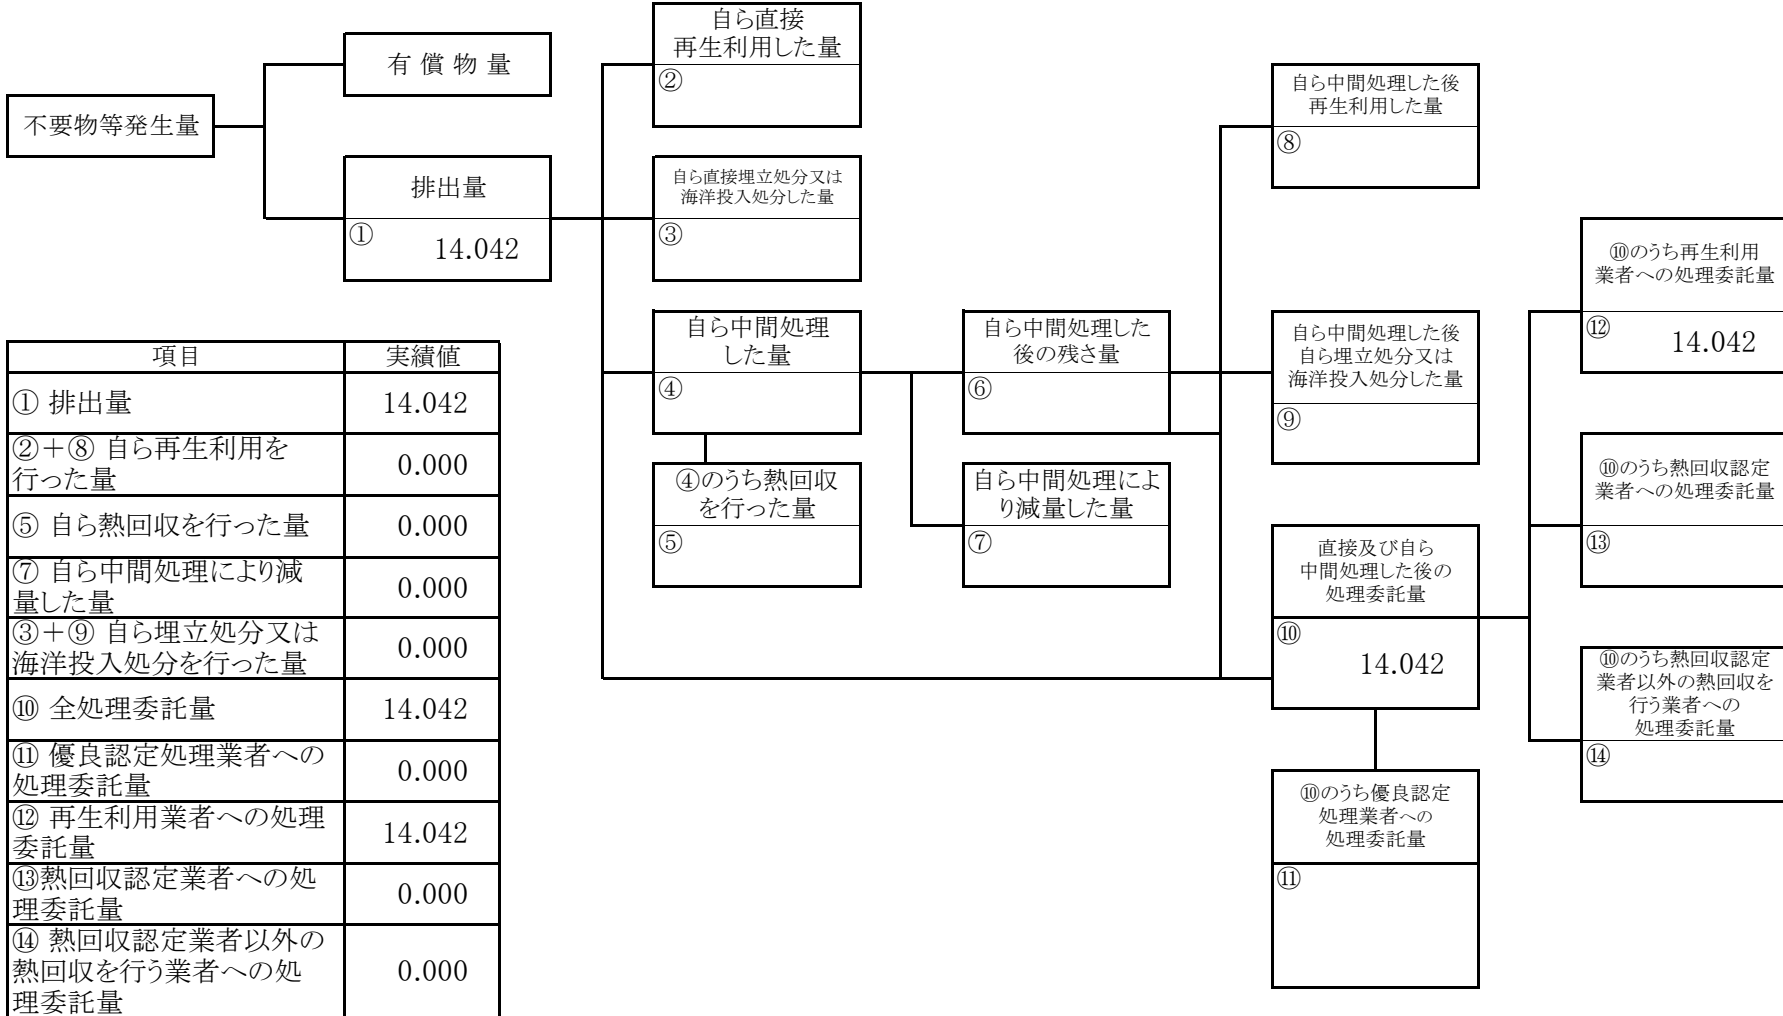 不要物等発生量
有 償 物 量
排出量
①
14.042
自ら直接
再生利用した量
②
自ら直接埋立処分又は
海洋投入処分した量
③
自ら中間処理
した量
④
④のうち熱回収
を行った量
⑤
自ら中間処理した
後の残さ量
⑥
自ら中間処理によ
り減量した量
⑦
自ら中間処理した後
再生利用した量
⑧
自ら中間処理した後
自ら埋立処分又は
海洋投入処分した量
⑨
直接及び自ら
中間処理した後の
処理委託量
⑩
14.042
⑩のうち優良認定
処理業者への
処理委託量
⑪
⑩のうち再生利用
業者への処理委託量
⑫
14.042
⑩のうち熱回収認定
業者への処理委託量
⑬
⑩のうち熱回収認定
業者以外の熱回収を
行う業者への
処理委託量
⑭
項目 実績値
① 排出量 14.042
②＋⑧ 自ら再生利用を
行った量 0.000
⑤ 自ら熱回収を行った量 0.000
⑦ 自ら中間処理により減
量した量 0.000
③＋⑨ 自ら埋立処分又は
海洋投入処分を行った量 0.000
⑩ 全処理委託量 14.042
⑪ 優良認定処理業者への
処理委託量 0.000
⑫ 再生利用業者への処理
委託量 14.042
⑬熱回収認定業者への処
理委託量 0.000
⑭ 熱回収認定業者以外の
熱回収を行う業者への処
理委託量 0.000